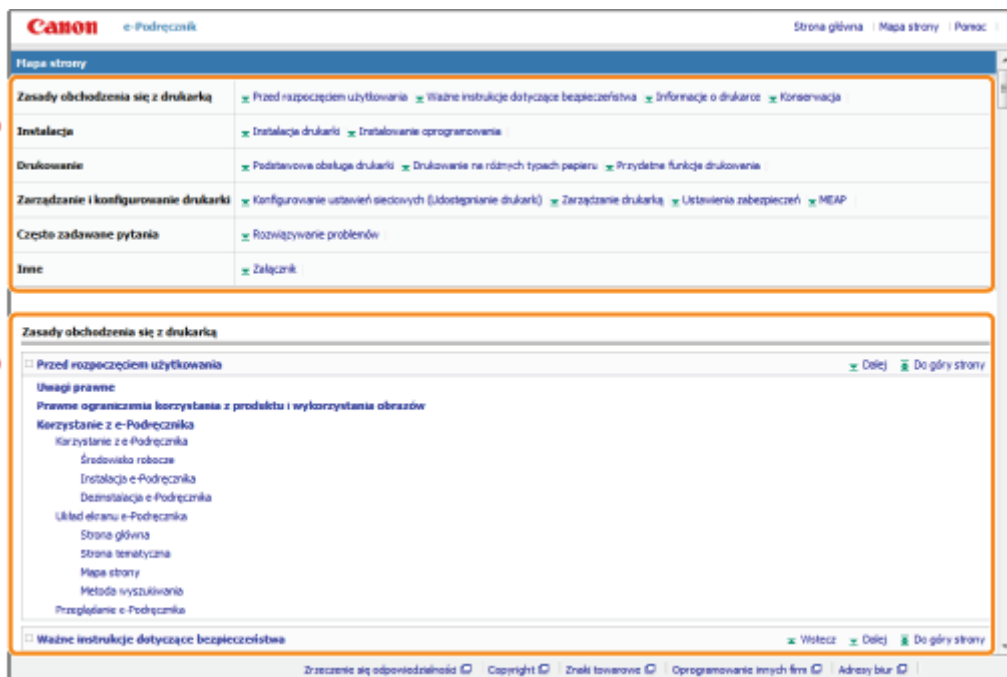 Canon e-Podręcznik Strona główna Mapa strony Pomoc
Mapa strony
Zasady obchodzenia się z drukarką Przed rozpoczęciem użytkowania Ważne instrukcje dotyczące bezpieczeństwa Informacje o drukarce Konserwacja
Instalacja Instalacja drukarki Instalowanie oprogramowania
Drukowanie Podstawowa obsługa drukarki Drukowanie na różnych typach papieru Przydatne funkcje drukowania
Zarządzanie i konfigurowanie drukarki Konfigurowanie ustawień sieciowych (Udostępnianie drukarki) Zarządzanie drukarką Ustawienia zabezpieczeń MEAP
Często zadawane pytania Rozwiązywanie problemów
Inne Załącznik
Zasady obchodzenia się z drukarką
Przed rozpoczęciem użytkowania Dalej Do góry strony
Uwagi prawne
Prawne ograniczenia korzystania z produktu i wykorzystania obrazów
Korzystanie z e-Podręcznika
Korzystanie z e-Podręcznika
Środowisko robocze
Instalacja e-Podręcznika
Dezinstalacja e-Podręcznika
Układ ekranu e-Podręcznika
Strona główna
Strona tematyczna
Mapa strony
Metoda wyszukiwania
Przeglądanie e-Podręcznika
Ważne instrukcje dotyczące bezpieczeństwa Wstecz Dalej Do góry strony
Zrzeczenie się odpowiedzialności Copyright Znaki towarowe Oprogramowanie innych firm Adresy biur